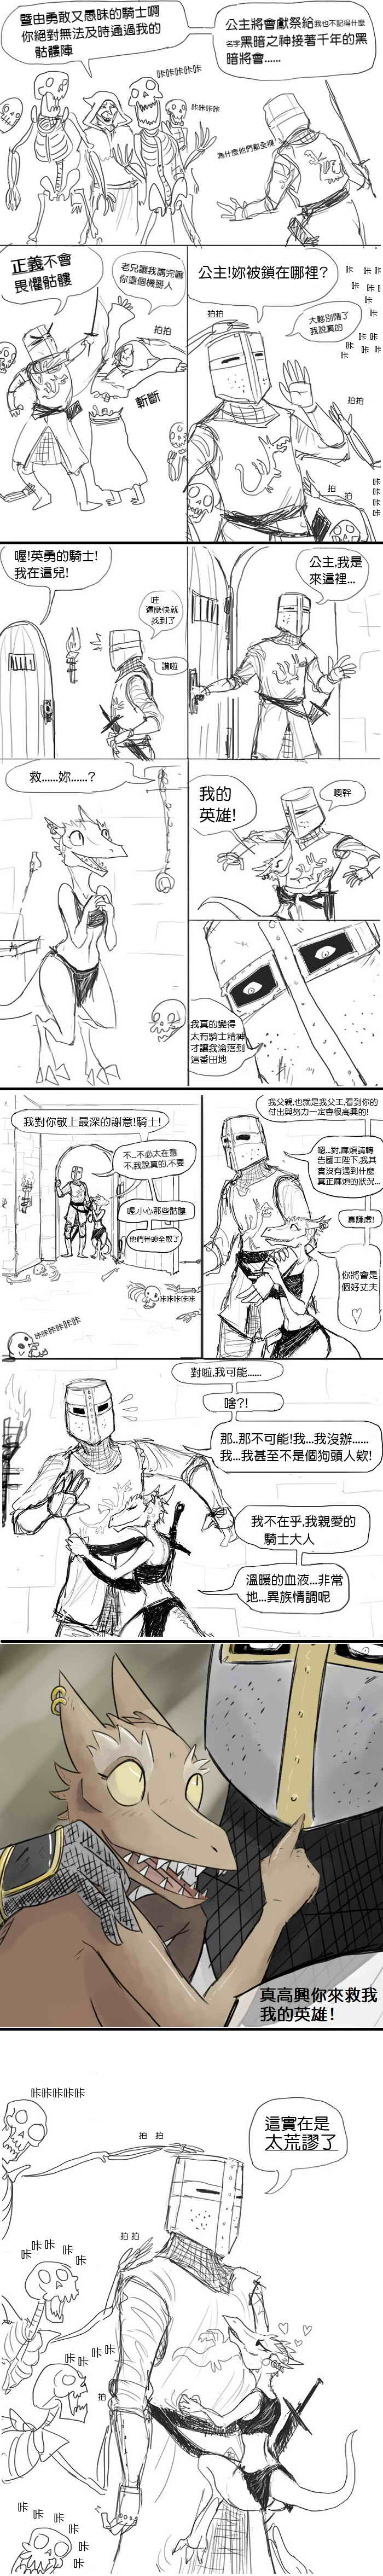 暨由勇敢又愚昧的騎士啊
你絕對無法及時通過我的
骷髏陣
公主將會獻祭給我也不記得什麼
名字黑暗之神接著千年的黑
暗將會......
咔咔咔咔咔
咔咔咔咔
為什麼他們都全裸
正義不會
畏懼骷髏
老兄讓我講完嘛
你這個機掰人
拍拍
斬斷
公主!妳被鎖在哪裡?
拍拍
大夥別鬧了
我說真的
咔 咔 咔 咔
咔 咔 咔
拍拍
拍 拍
咔咔咔咔
喔!英勇的騎士!
我在這兒!
哇
這麼快就
找到了
讚啦
公主,我是
來這裡...
救......妳......?
我的
英雄!
噢幹
我真的變得
太有騎士精神
才讓我淪落到
這番田地
我對你敬上最深的謝意!騎士!
不...不必太在意
不,我說真的,不要
喔,小心那些骷髏
他們骨頭全散了
咔咔咔咔咔
咔咔咔咔咔
我父親,也就是我父王,看到你的
付出與努力一定會很高興的!
嗯...對,麻煩請轉
告國王陛下,我其
實沒有遇到什麼
真正麻煩的狀況...
真謙虛!
你將會是
個好丈夫
對啦,我可能......
啥?!
那..那不可能!我...我沒辦......
我...我甚至不是個狗頭人欸!
我不在乎,我親愛的
騎士大人
溫暖的血液...非常
地...異族情調呢
真高興你來救我
我的英雄!
咔咔咔咔咔
拍 拍
這實在是
太荒謬了
拍拍
咔 咔 咔 咔
咔咔咔咔
拍
咔 咔 咔 咔 咔